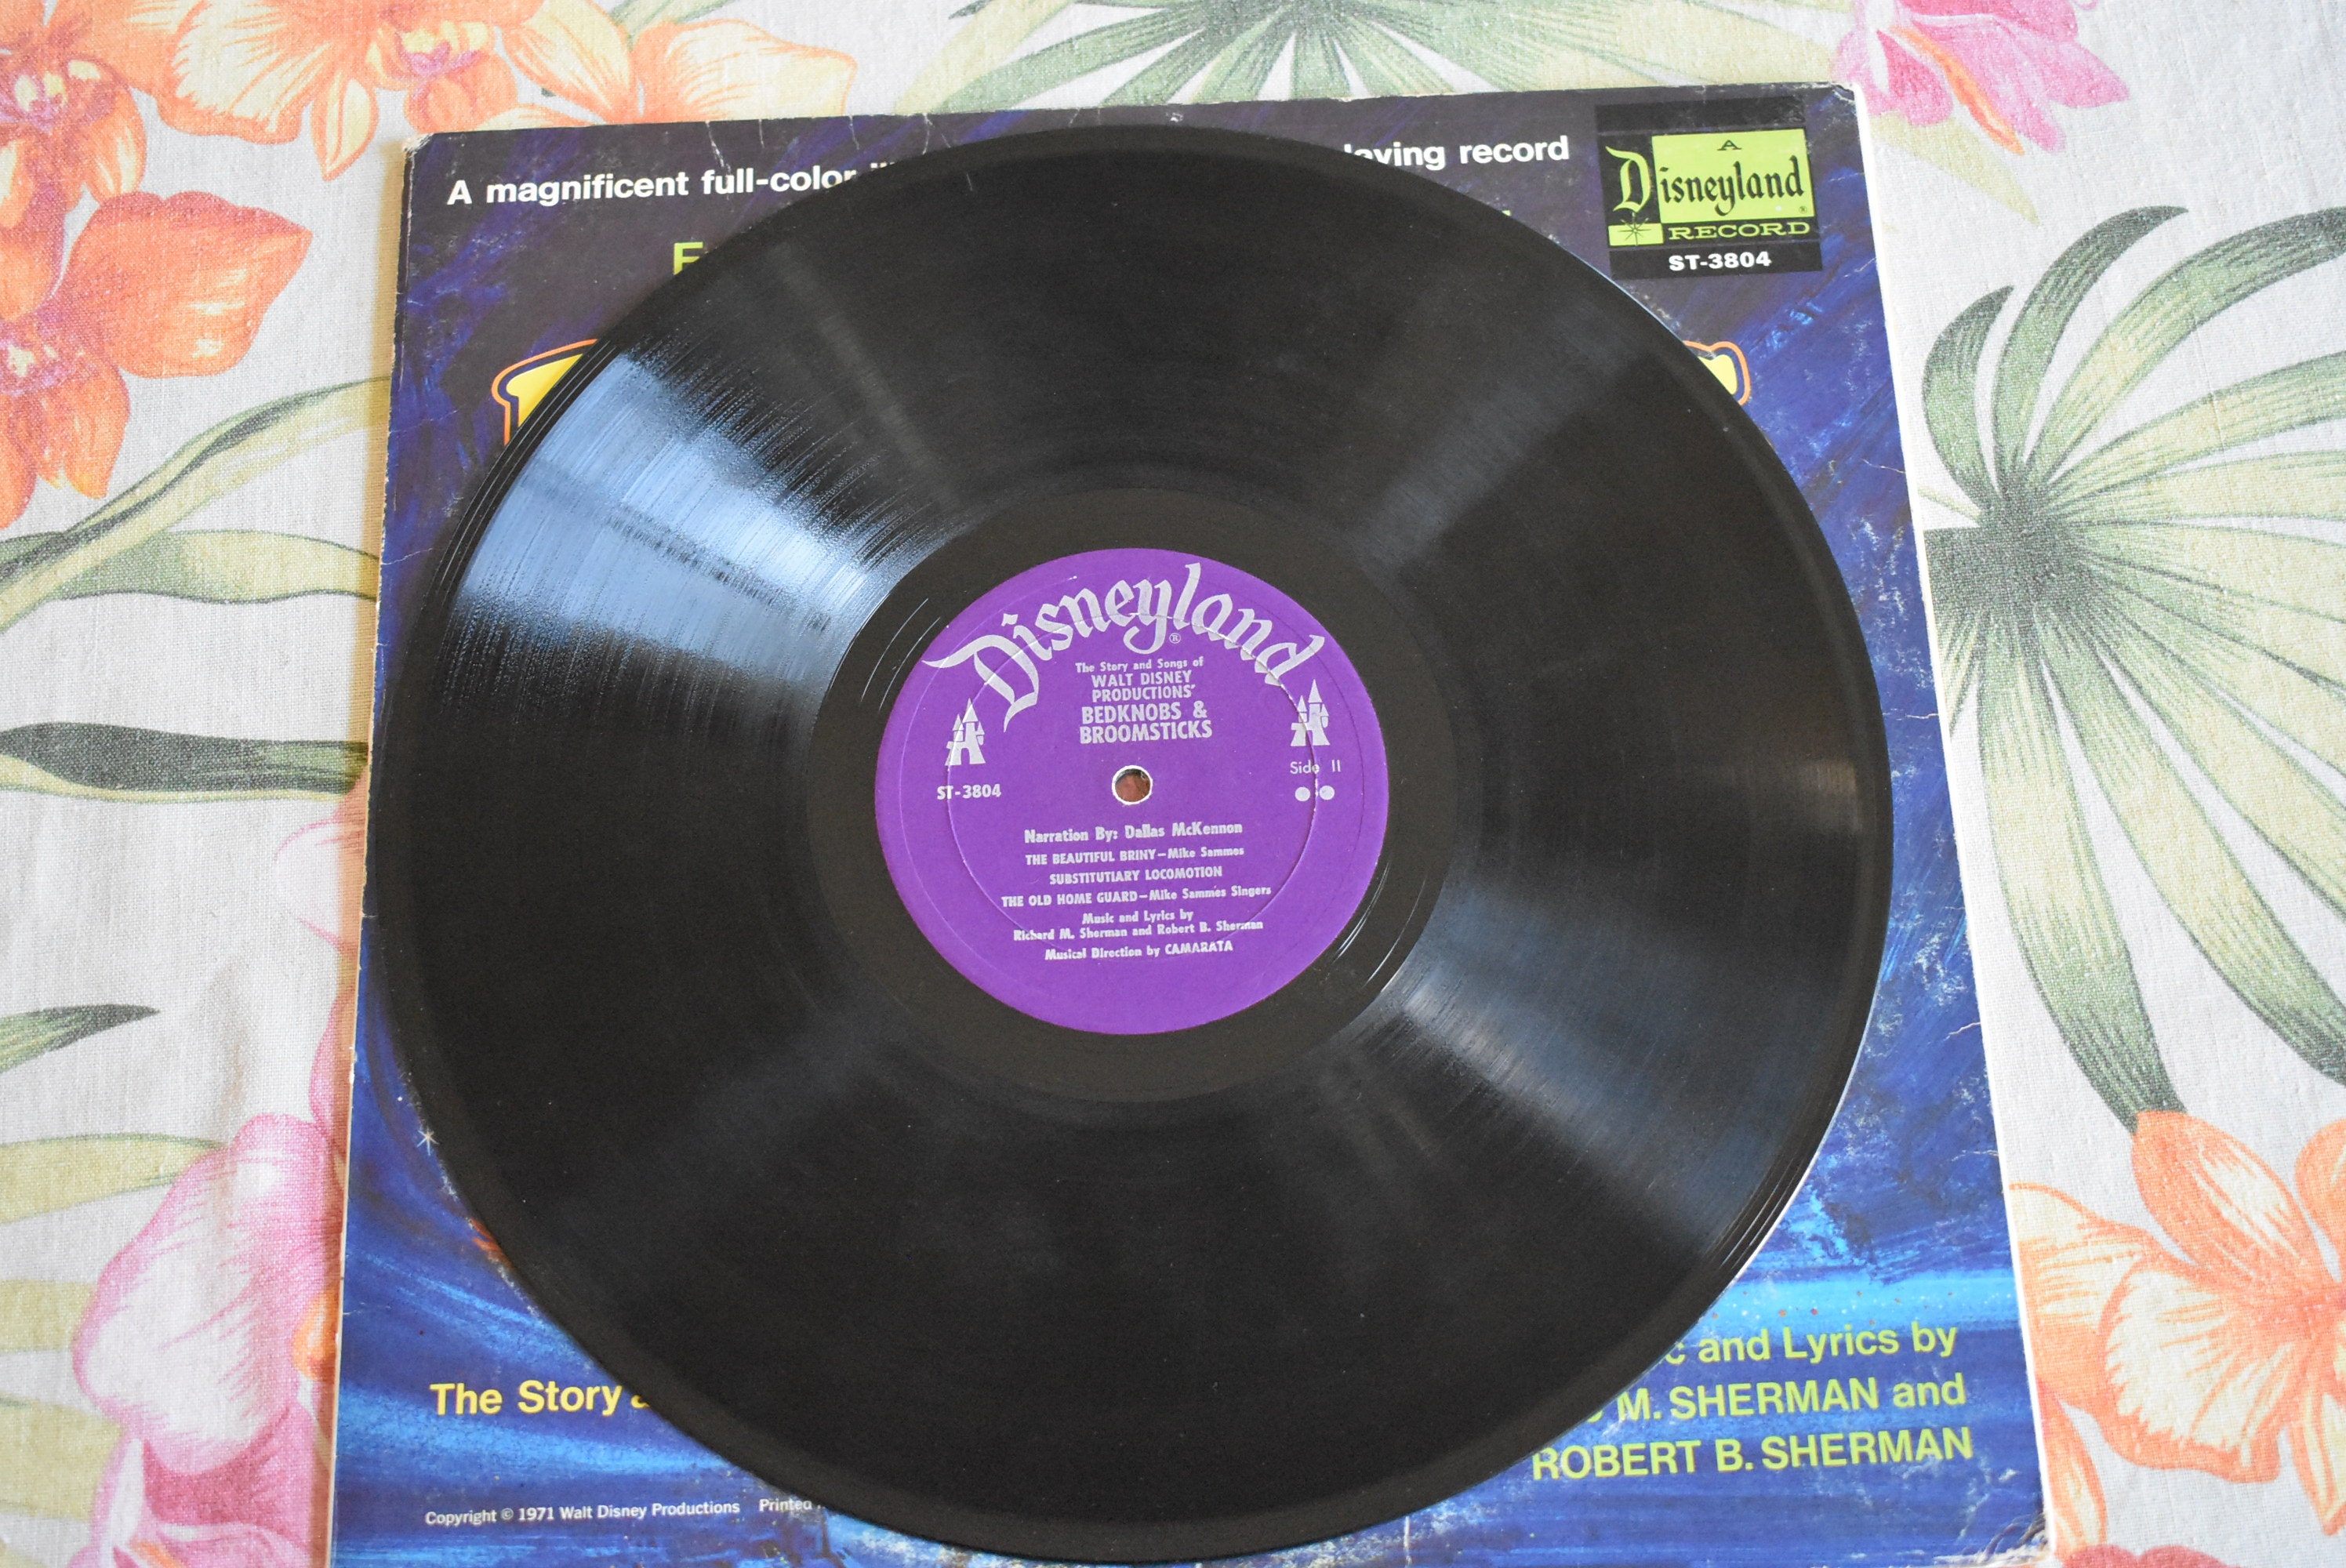 A magnificent full-color
playing record
A
Disneyland
RECORD
ST-3804
Disneyland
®
The Story and Songs of
WALT DISNEY
PRODUCTIONS'
BEDKNOBS &
BROOMSTICKS
Side II
ST-3804
Narration By: Dallas McKennon
THE BEAUTIFUL BRINY—Mike Sammes
SUBSTITUTIARY LOCOMOTION
THE OLD HOME GUARD—Mike Sammes Singers
Music and Lyrics by
Richard M. Sherman and Robert B. Sherman
Musical Direction by CAMARATA
and Lyrics by
The Story
M. SHERMAN and
ROBERT B. SHERMAN
Copyright © 1971 Walt Disney Productions Printed